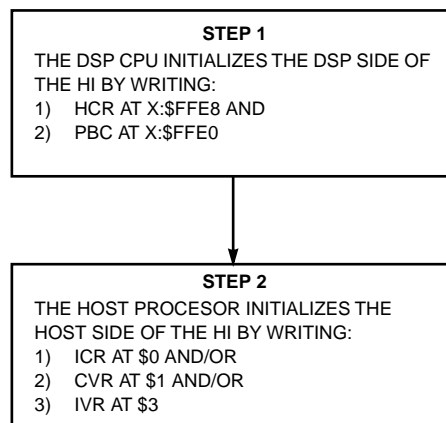 STEP 1
THE DSP CPU INITIALIZES THE DSP SIDE OF
THE HI BY WRITING:
1) HCR AT X:$FFE8 AND
2) PBC AT X:$FFE0
STEP 2
THE HOST PROCESOR INITIALIZES THE
HOST SIDE OF THE HI BY WRITING:
1) ICR AT $0 AND/OR
2) CVR AT $1 AND/OR
3) IVR AT $3